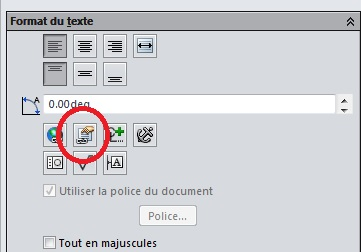 Format du texte
A
0.00deg
A
Utiliser la police du document
Police...
Tout en majuscules